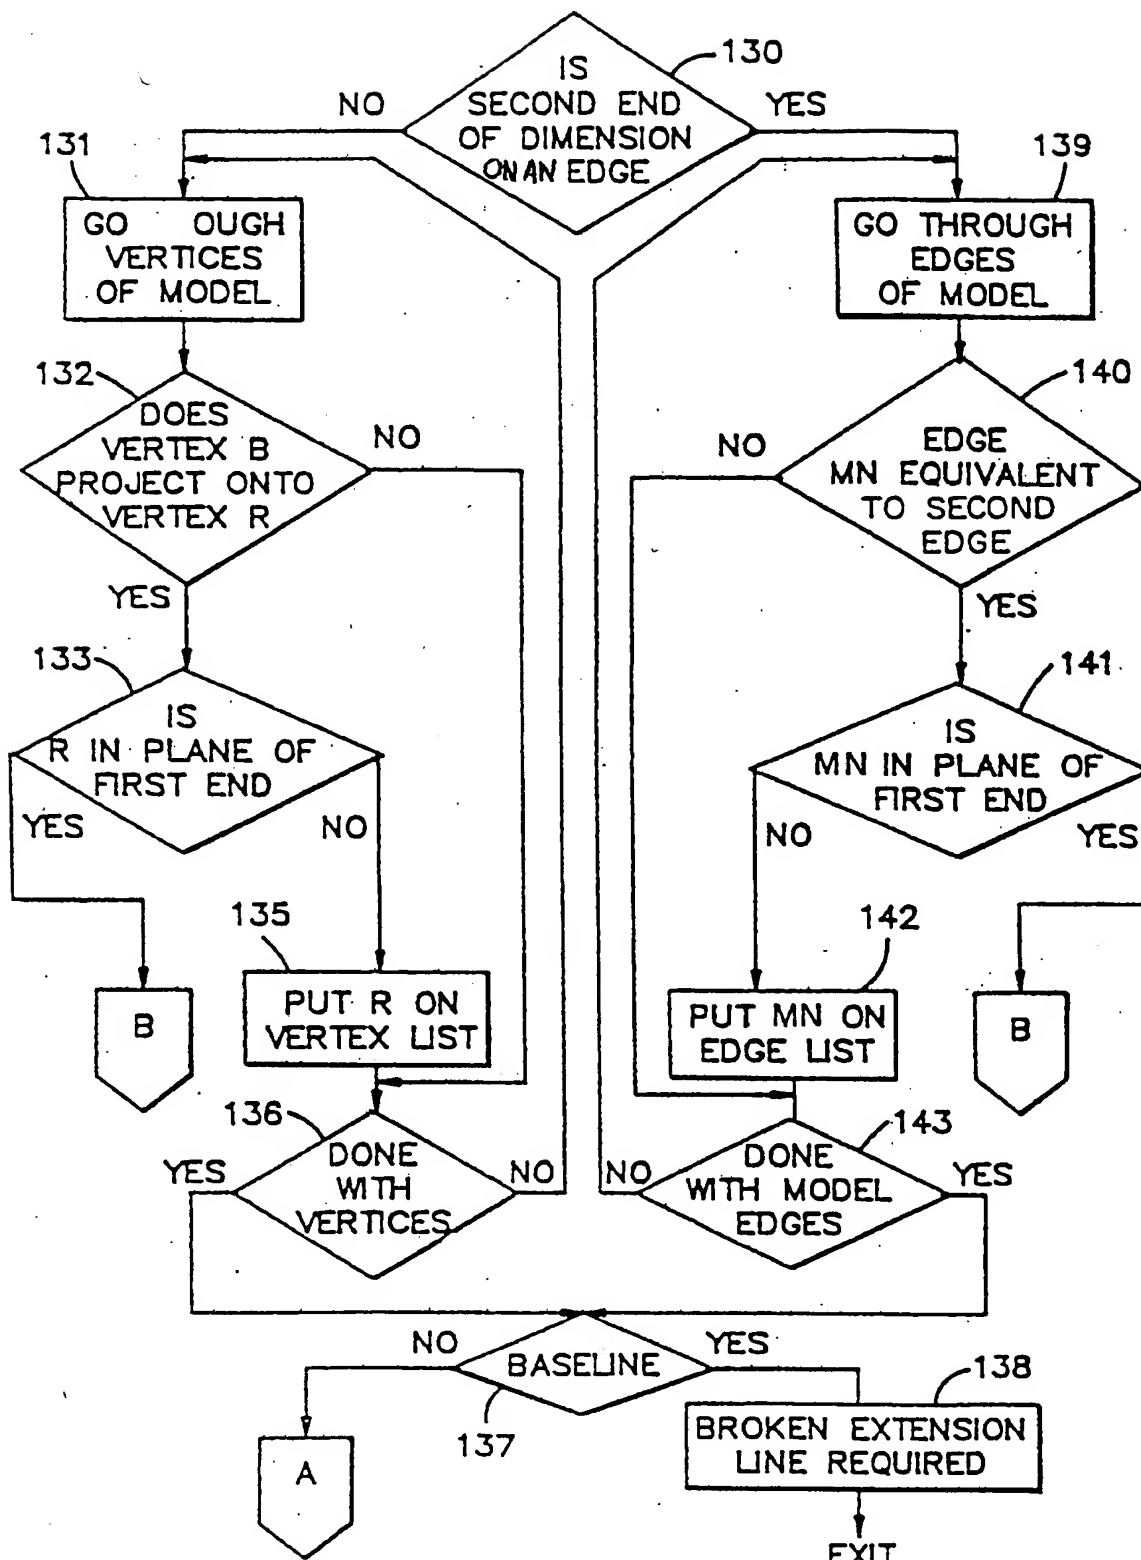 130
IS
SECOND END
OF DIMENSION
ON AN EDGE
NO
YES
131
GO OUGH
VERTICES
OF MODEL
139
GO THROUGH
EDGES
OF MODEL
132
DOES
VERTEX B
PROJECT ONTO
VERTEX R
NO
YES
140
EDGE
MN EQUIVALENT
TO SECOND
EDGE
NO
YES
133
IS
R IN PLANE OF
FIRST END
YES
NO
141
IS
MN IN PLANE OF
FIRST END
NO
YES
B
135
PUT R ON
VERTEX LIST
142
PUT MN ON
EDGE LIST
B
136
DONE
WITH
VERTICES
YES
NO
143
DONE
WITH MODEL
EDGES
NO
YES
BASELINE
NO
YES
137
A
138
BROKEN EXTENSION
LINE REQUIRED
EXIT